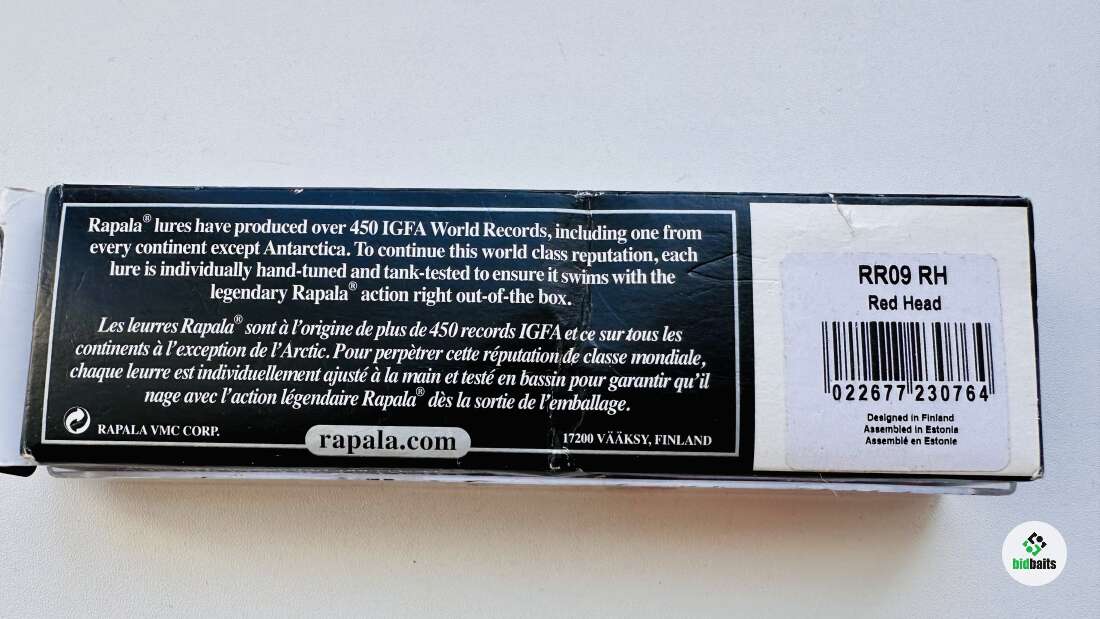 Rapala® lures have produced over 450 IGFA World Records, including one from
every continent except Antarctica. To continue this world class reputation, each
lure is individually hand-tuned and tank-tested to ensure it swims with the
legendary Rapala® action right out-of-the box.
Les leurres Rapala® sont à l'origine de plus de 450 records IGFA et ce sur tous les
continents à l'exception de l'Arctic. Pour perpètrer cette réputation de classe mondiale,
chaque leurre est individuellement ajusté à la main et testé en bassin pour garantir qu'il
nage avec l'action légendaire Rapala® dès la sortie de l'emballage.
RAPALA VMC CORP.
rapala.com
17200 VÄÄKSY, FINLAND
RR09 RH
Red Head
022677 230764
Designed in Finland
Assembled in Estonia
Assemblé en Estonie
bidbaits